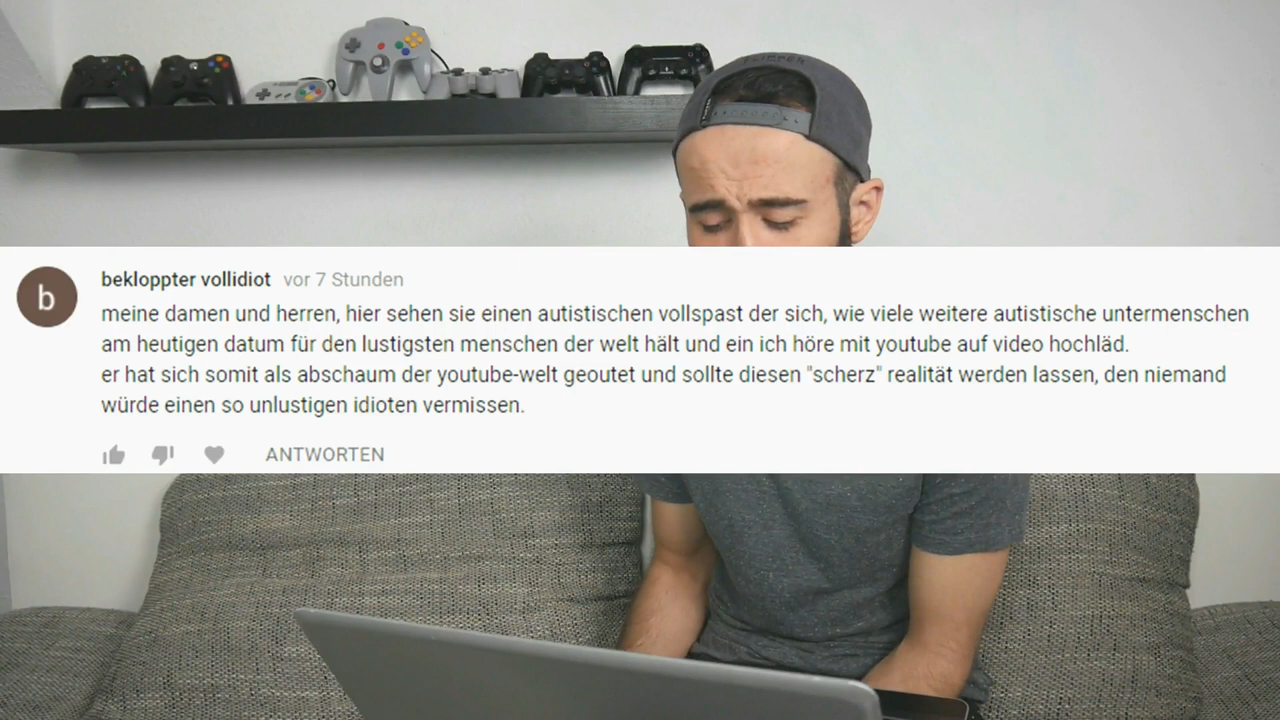 FLIPPER
b
bekloppter vollidiot vor 7 Stunden
meine damen und herren, hier sehen sie einen autistischen vollspast der sich, wie viele weitere autistische untermenschen
am heutigen datum für den lustigsten menschen der welt hält und ein ich höre mit youtube auf video hochläd.
er hat sich somit als abschaum der youtube-welt geoutet und sollte diesen "scherz" realität werden lassen, den niemand
würde einen so unlustigen idioten vermissen.
ANTWORTEN